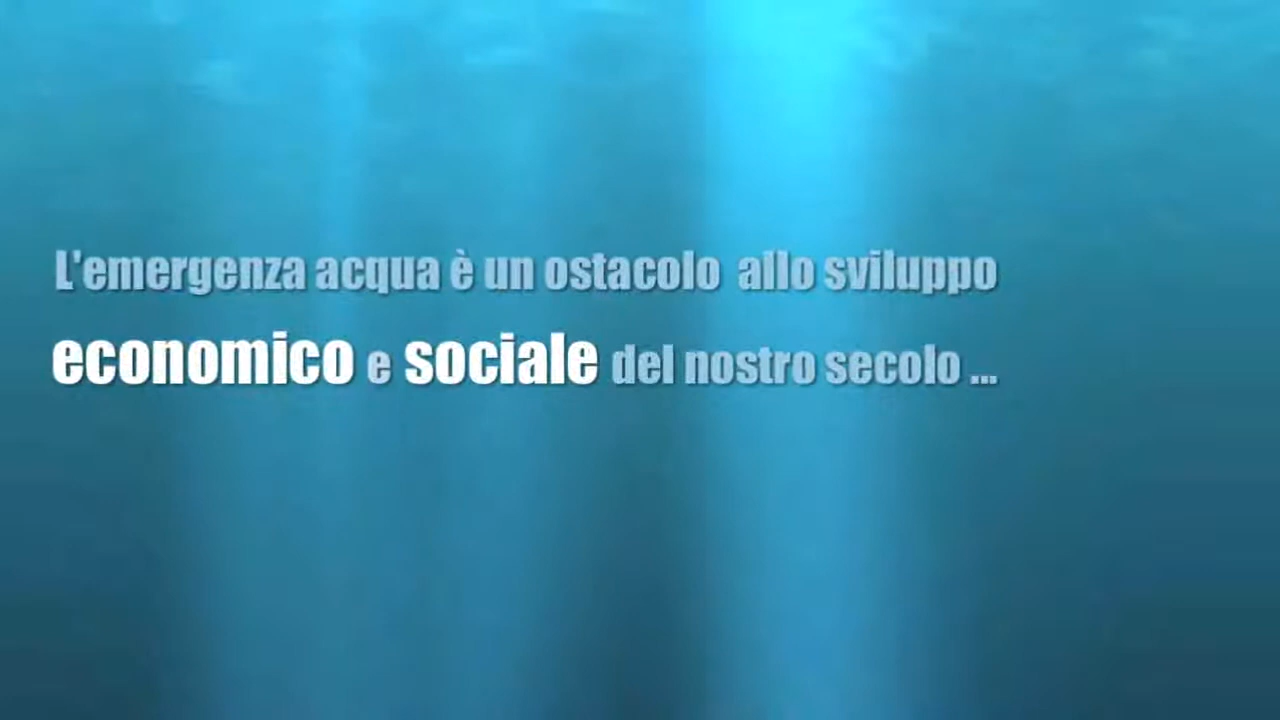 L'emergenza acqua è un ostacolo allo sviluppo
economico e sociale del nostro secolo ...